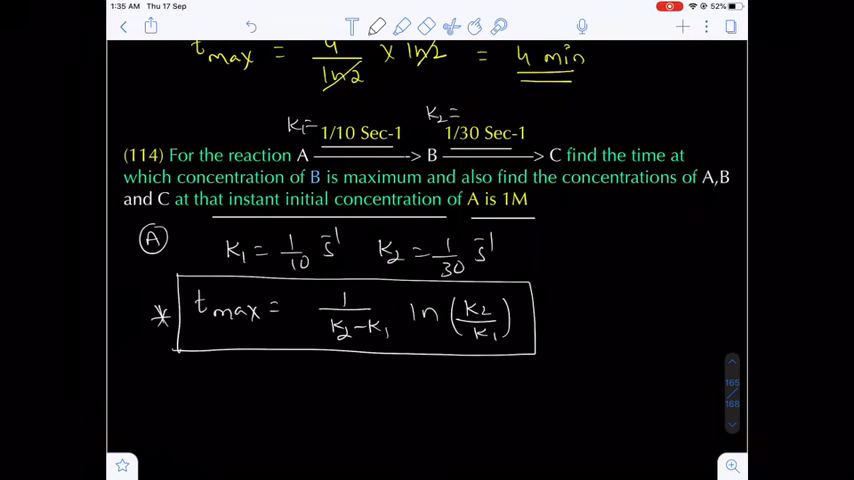 1:35 AM Thu 17 Sep
52%
t max = 4 / ln2 × ln2 = 4 min
K1= K2=
1/10 Sec-1 1/30 Sec-1
(114) For the reaction A ————> B ————> C find the time at
which concentration of B is maximum and also find the concentrations of A,B
and C at that instant initial concentration of A is 1M
A
K1 = 1/10 s⁻¹ K2 = 1/30 s⁻¹
* t max = 1 / K2–K1 ln (K2 / K1)
165
168